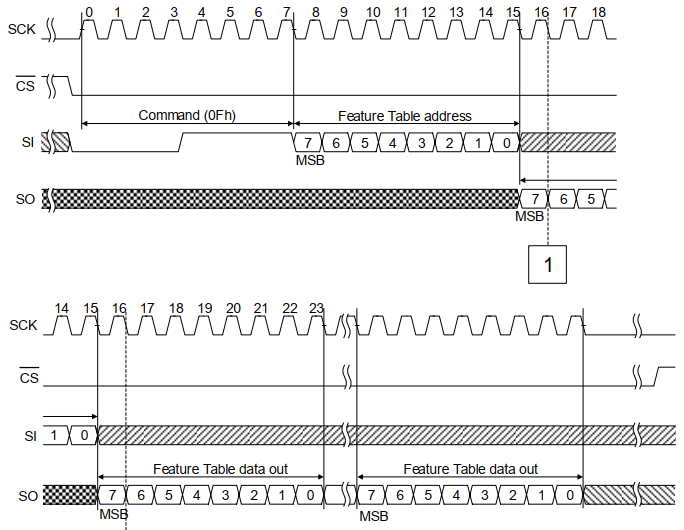 0 1 2 3 4 5 6 7 8 9 10 11 12 13 14 15 16 17 18
SCK
CS
Command (0Fh) Feature Table address
SI 7 6 5 4 3 2 1 0
MSB
SO 7 6 5
MSB
1
14 15 16 17 18 19 20 21 22 23
SCK
CS
SI 1 0
Feature Table data out Feature Table data out
SO 7 6 5 4 3 2 1 0 7 6 5 4 3 2 1 0
MSB MSB